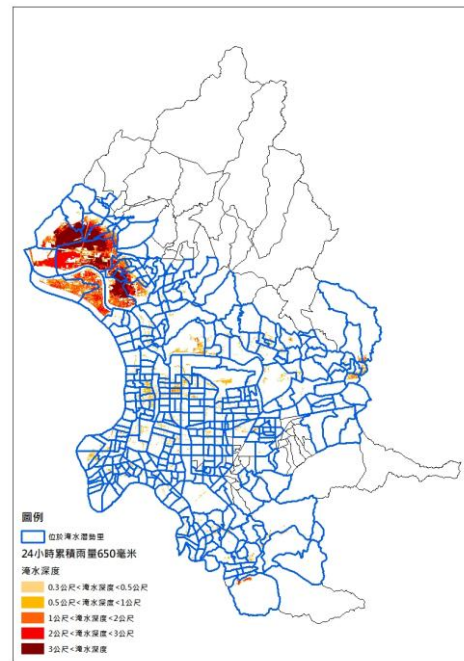 圖例
位於淹水潛勢里
24小時累積雨量650毫米
淹水深度
0.3公尺<淹水深度<0.5公尺
0.5公尺<淹水深度<1公尺
1公尺<淹水深度<2公尺
2公尺<淹水深度<3公尺
3公尺<淹水深度